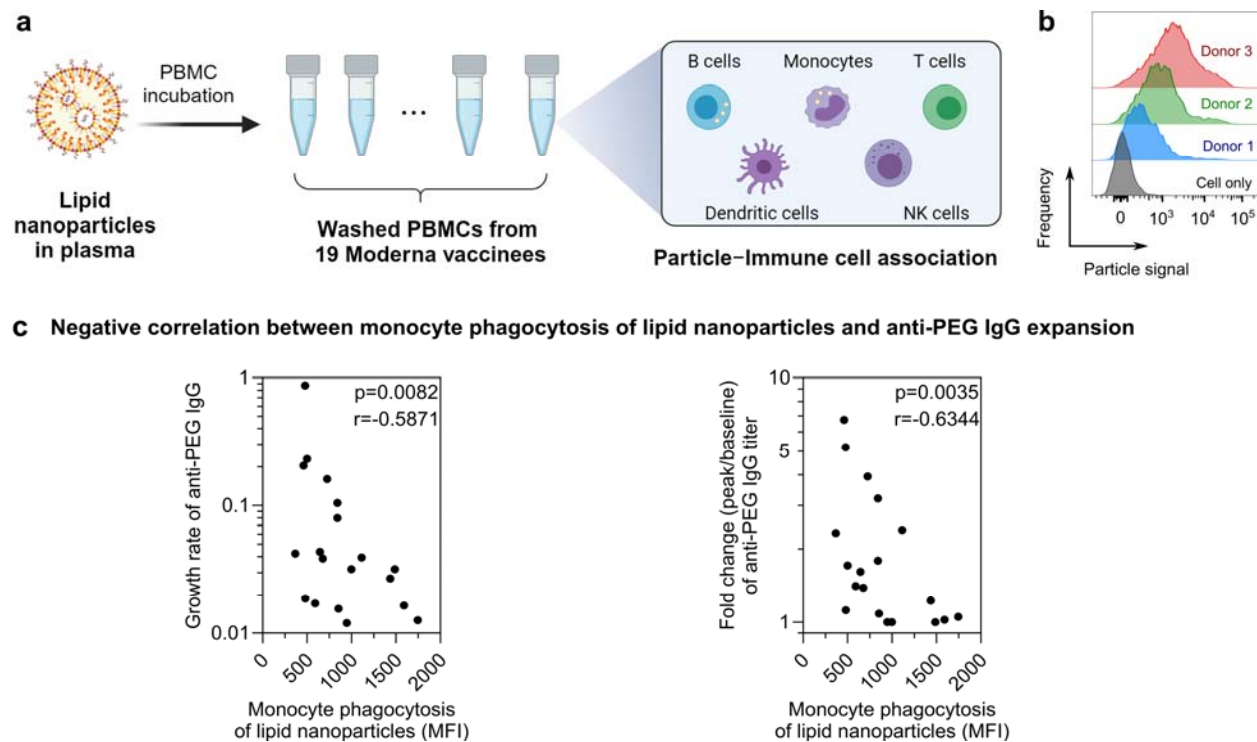 a
PBMC
incubation
Lipid
nanoparticles
in plasma
...
Washed PBMCs from
19 Moderna vaccinees
B cells
Monocytes
T cells
Dendritic cells
NK cells
Particle–Immune cell association
b
Frequency
Donor 3
Donor 2
Donor 1
Cell only
0 10³ 10⁴ 10⁵
Particle signal
c Negative correlation between monocyte phagocytosis of lipid nanoparticles and anti-PEG IgG expansion
Growth rate of anti-PEG IgG
1
0.1
0.01
p=0.0082
r=-0.5871
0 500 1000 1500 2000
Monocyte phagocytosis
of lipid nanoparticles (MFI)
Fold change (peak/baseline)
of anti-PEG IgG titer
10
5
1
p=0.0035
r=-0.6344
0 500 1000 1500 2000
Monocyte phagocytosis
of lipid nanoparticles (MFI)